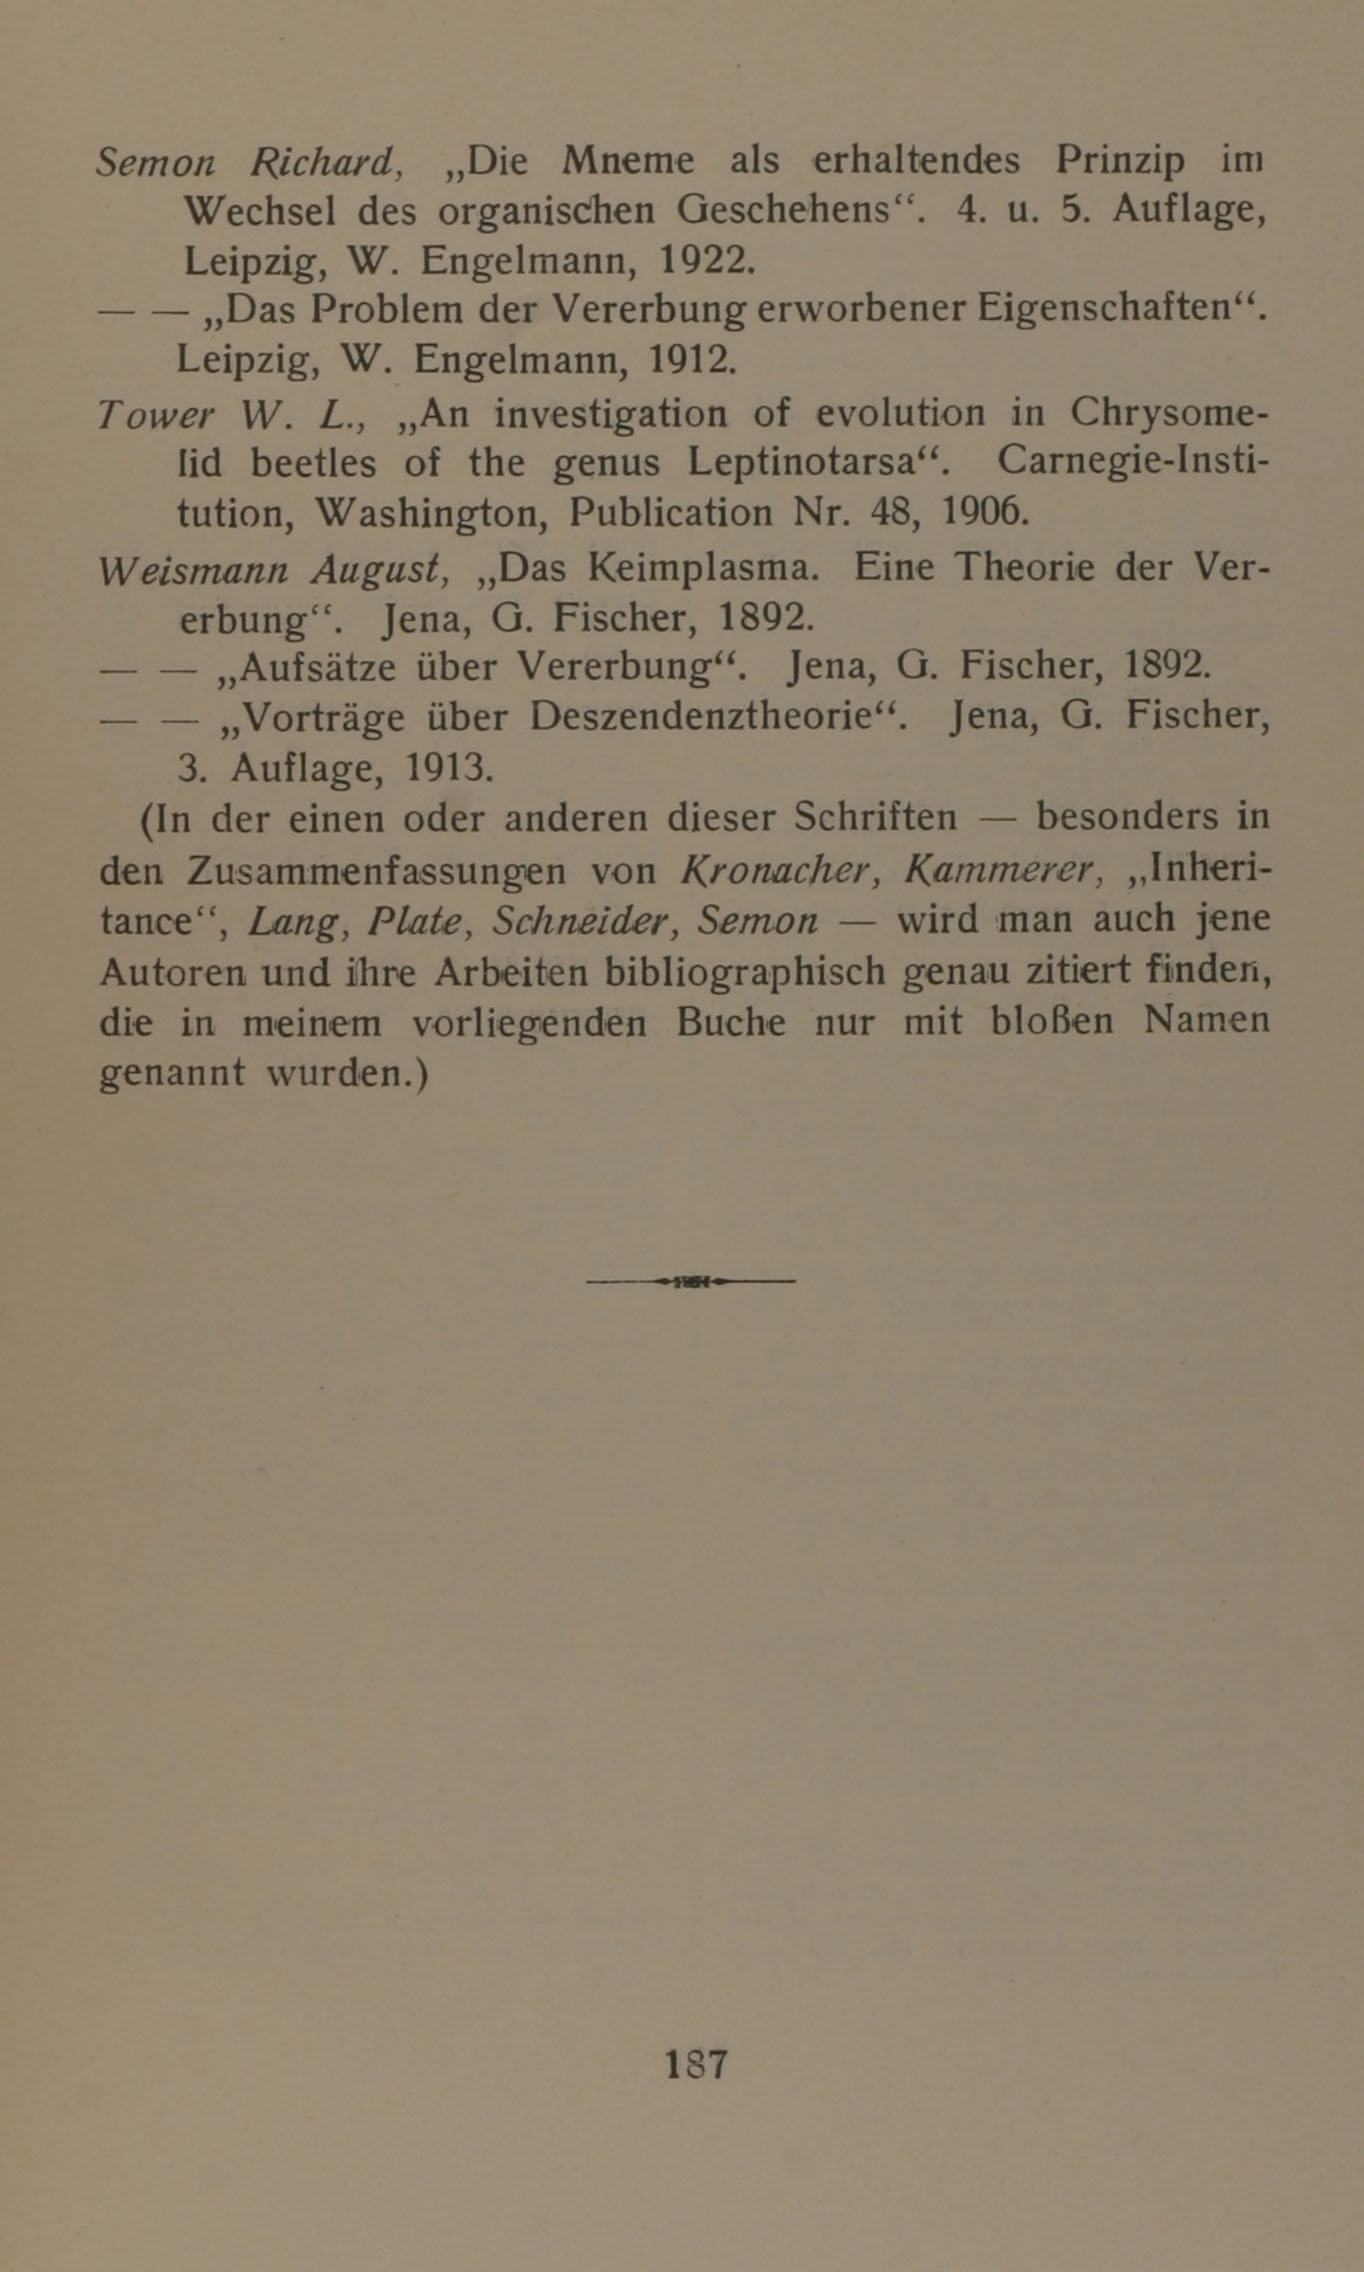 Semon Richard, „Die Mneme als erhaltendes Prinzip im
Wechsel des organischen Geschehens“. 4. u. 5. Auflage,
Leipzig, W. Engelmann, 1922.
— — „Das Problem der Vererbung erworbener Eigenschaften“.
Leipzig, W. Engelmann, 1912.
Tower W. L., „An investigation of evolution in Chrysome-
lid beetles of the genus Leptinotarsa“. Carnegie-Insti-
tution, Washington, Publication Nr. 48, 1906.
Weismann August, „Das Keimplasma. Eine Theorie der Ver-
erbung“. Jena, G. Fischer, 1892.
— — „Aufsätze über Vererbung“. Jena, G. Fischer, 1892.
— — „Vorträge über Deszendenztheorie“. Jena, G. Fischer,
3. Auflage, 1913.
(In der einen oder anderen dieser Schriften — besonders in
den Zusammenfassungen von Kronacher, Kammerer, „Inheri-
tance“, Lang, Plate, Schneider, Semon — wird man auch jene
Autoren und ihre Arbeiten bibliographisch genau zitiert finden,
die in meinem vorliegenden Buche nur mit bloßen Namen
genannt wurden.)
187